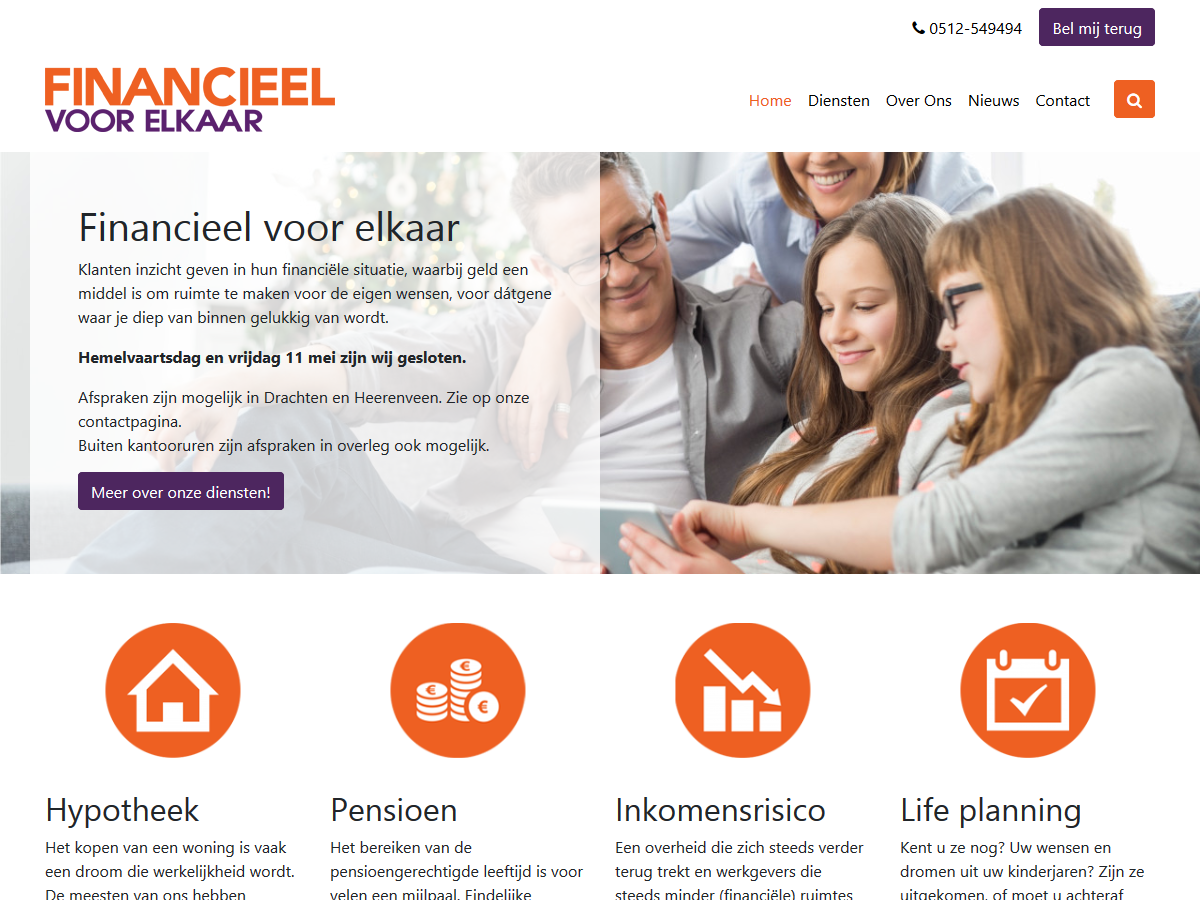 0512-549494
Bel mij terug
FINANCIEEL
VOOR ELKAAR
Home
Diensten
Over Ons
Nieuws
Contact
Financieel voor elkaar
Klanten inzicht geven in hun financiële situatie, waarbij geld een
middel is om ruimte te maken voor de eigen wensen, voor dátgene
waar je diep van binnen gelukkig van wordt.
Hemelvaartsdag en vrijdag 11 mei zijn wij gesloten.
Afspraken zijn mogelijk in Drachten en Heerenveen. Zie op onze
contactpagina.
Buiten kantooruren zijn afspraken in overleg ook mogelijk.
Meer over onze diensten!
Hypotheek
Het kopen van een woning is vaak
een droom die werkelijkheid wordt.
De meesten van ons hebben
Pensioen
Het bereiken van de
pensioengerechtigde leeftijd is voor
velen een mijlpaal. Eindelijke
Inkomensrisico
Een overheid die zich steeds verder
terug trekt en werkgevers die
steeds minder (financiële) ruimtes
Life planning
Kent u ze nog? Uw wensen en
dromen uit uw kinderjaren? Zijn ze
uitgekomen, of moet u achteraf